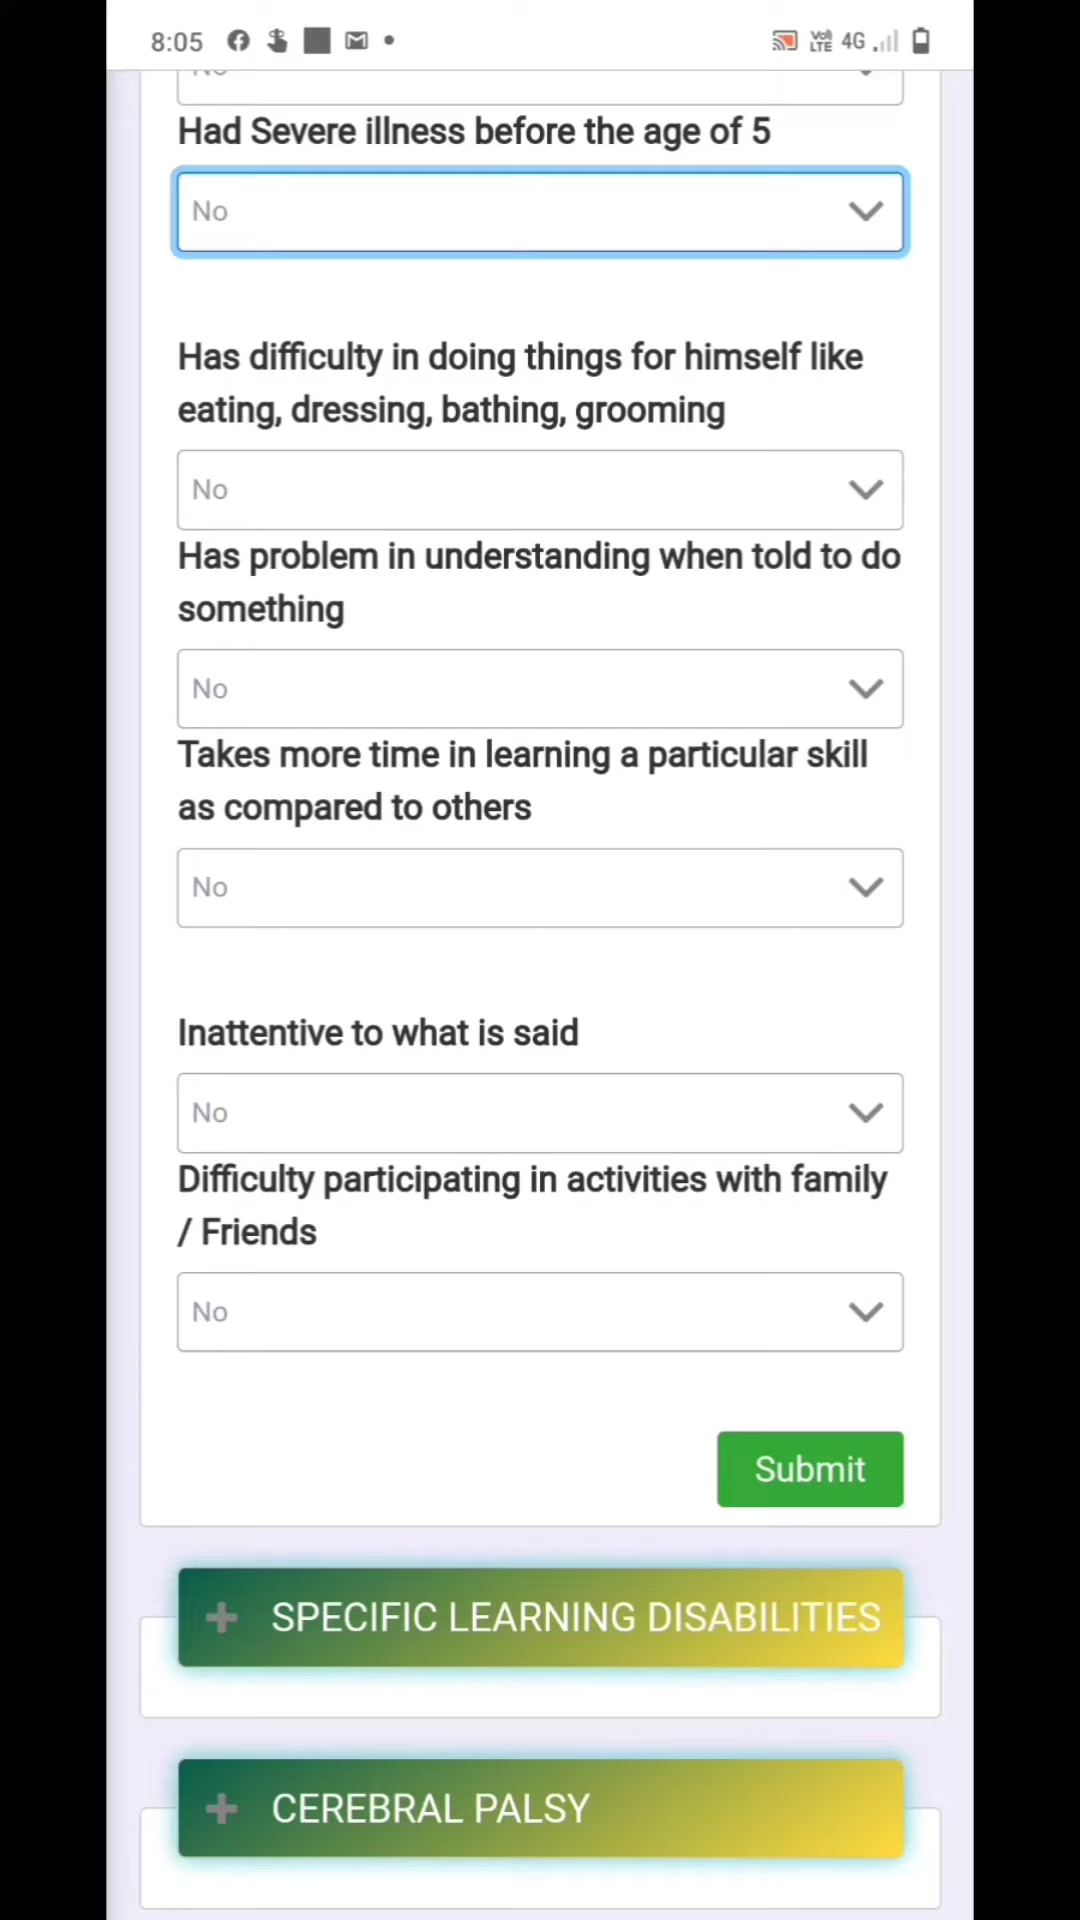 8:05
Vo)
LTE
4G
No
Had Severe illness before the age of 5
No
Has difficulty in doing things for himself like
eating, dressing, bathing, grooming
No
Has problem in understanding when told to do
something
No
Takes more time in learning a particular skill
as compared to others
No
Inattentive to what is said
No
Difficulty participating in activities with family
/ Friends
No
Submit
SPECIFIC LEARNING DISABILITIES
CEREBRAL PALSY